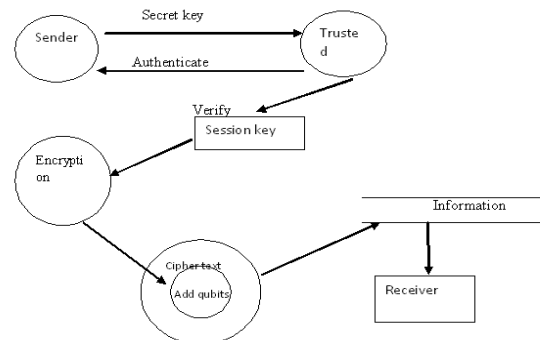 Secret key
Sender
Truste
d
Authenticate
Verify
Session key
Encrypti
on
Information
Cipher text
Add qubits
Receiver